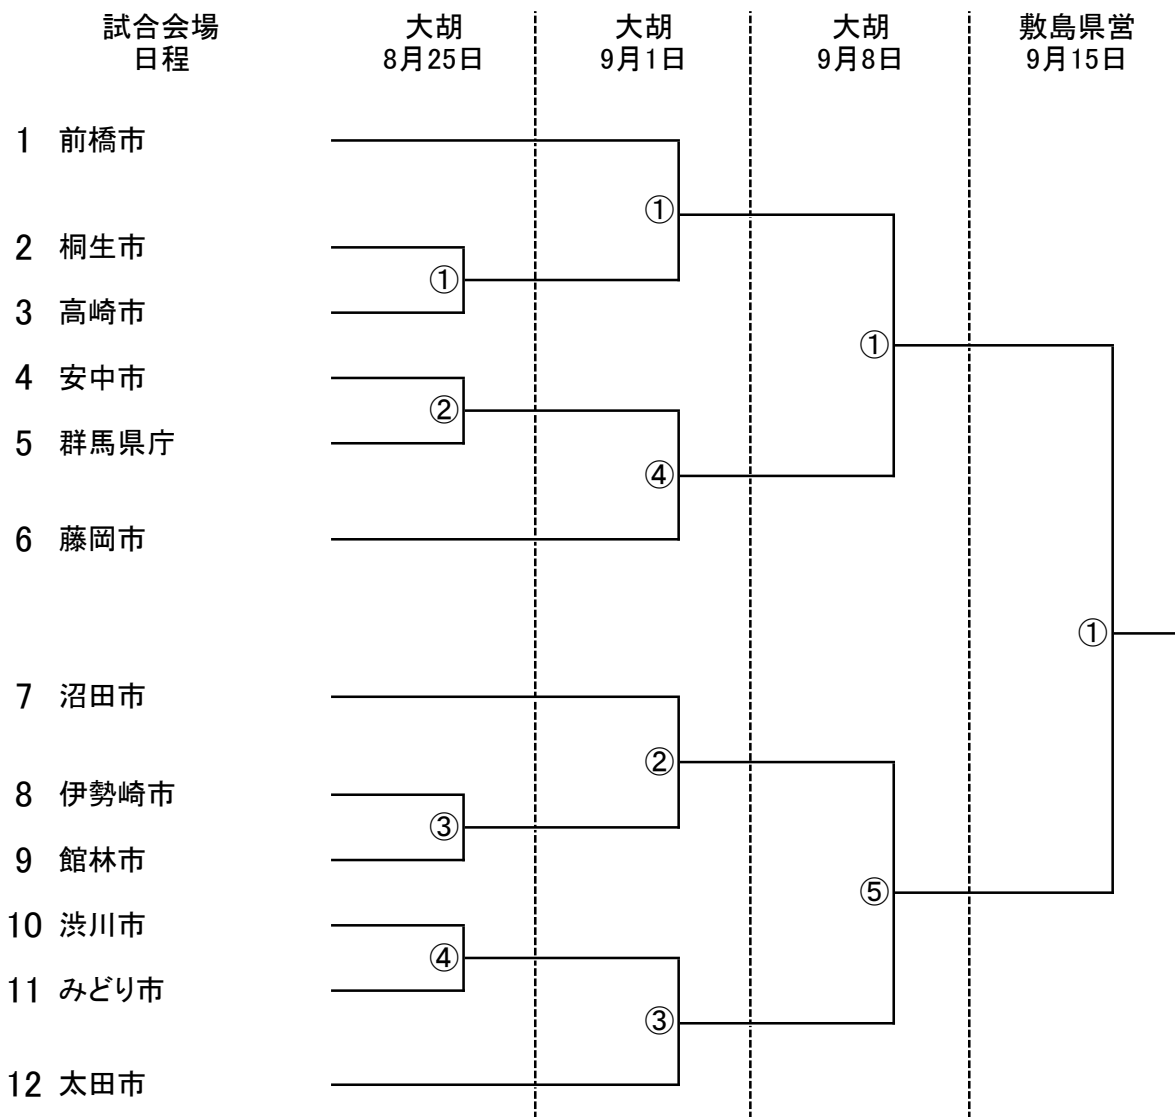 試合会場 大胡 大胡 大胡 敷島県営
日程 8月25日 9月1日 9月8日 9月15日
1 前橋市
①
2 桐生市
①
3 高崎市
①
4 安中市
②
5 群馬県庁
④
6 藤岡市
①
7 沼田市
②
8 伊勢崎市
③
9 館林市
⑤
10 渋川市
④
11 みどり市
③
12 太田市